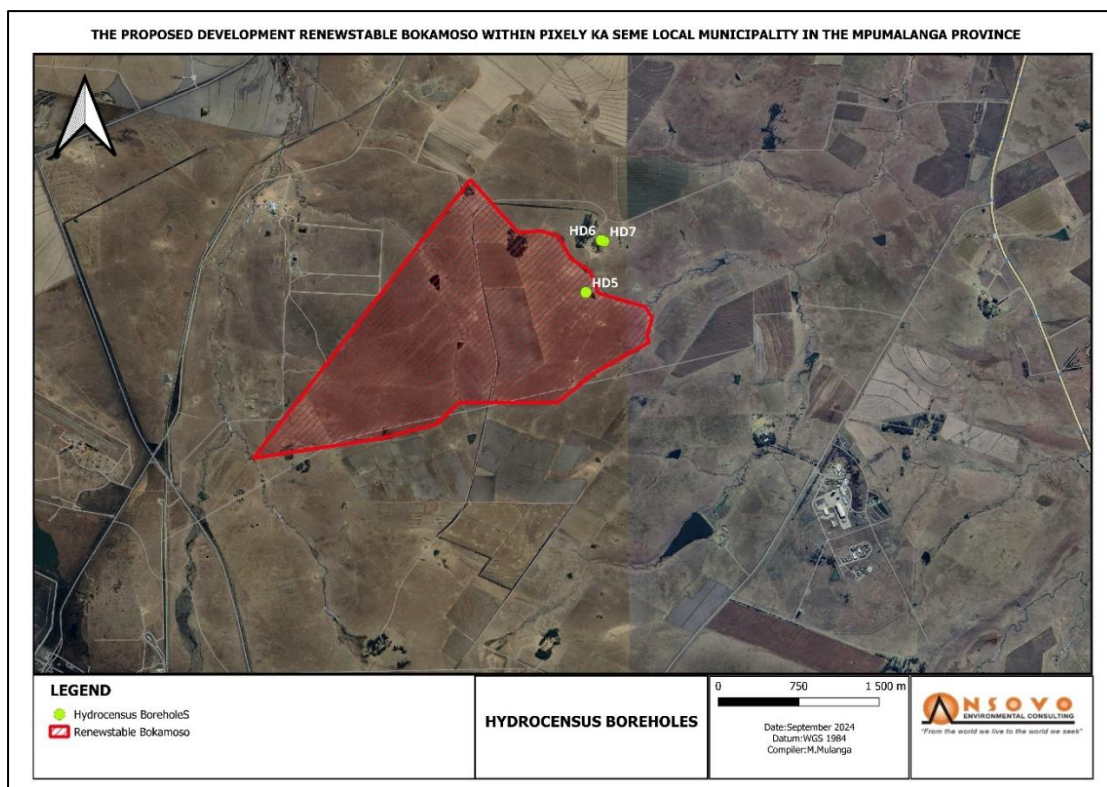 THE PROPOSED DEVELOPMENT RENEWSTABLE BOKAMOSO WITHIN PIXELY KA SEME LOCAL MUNICIPALITY IN THE MPUMALANGA PROVINCE
HD6
HD7
HD5
LEGEND
Hydrocensus BoreholeS
Renewstable Bokamoso
HYDROCENSUS BOREHOLES
0 750 1 500 m
Date:September 2024
Datum:WGS 1984
Compiler:M.Mulanga
NSOVO
ENVIRONMENTAL CONSULTING
"From the world we live to the world we seek"